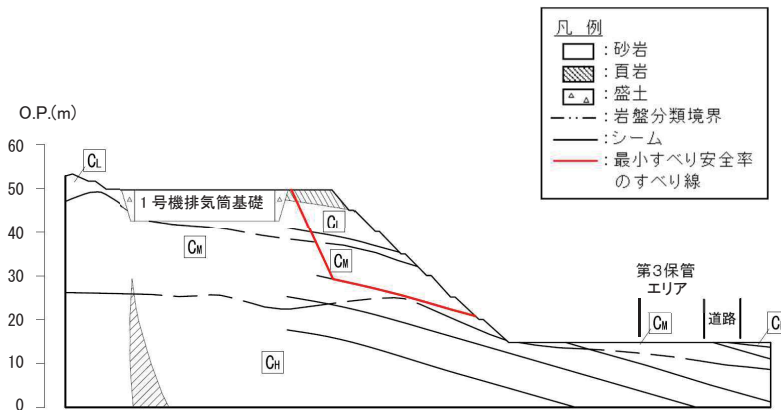 凡 例
:砂岩
:頁岩
:盛土
:岩盤分類境界
:シーム
:最小すべり安全率
のすべり線
O.P.(m)
60
50
40
30
20
10
0
CL
1号機排気筒基礎
CL
CM
CM
CH
第3保管
エリア
CM
道路